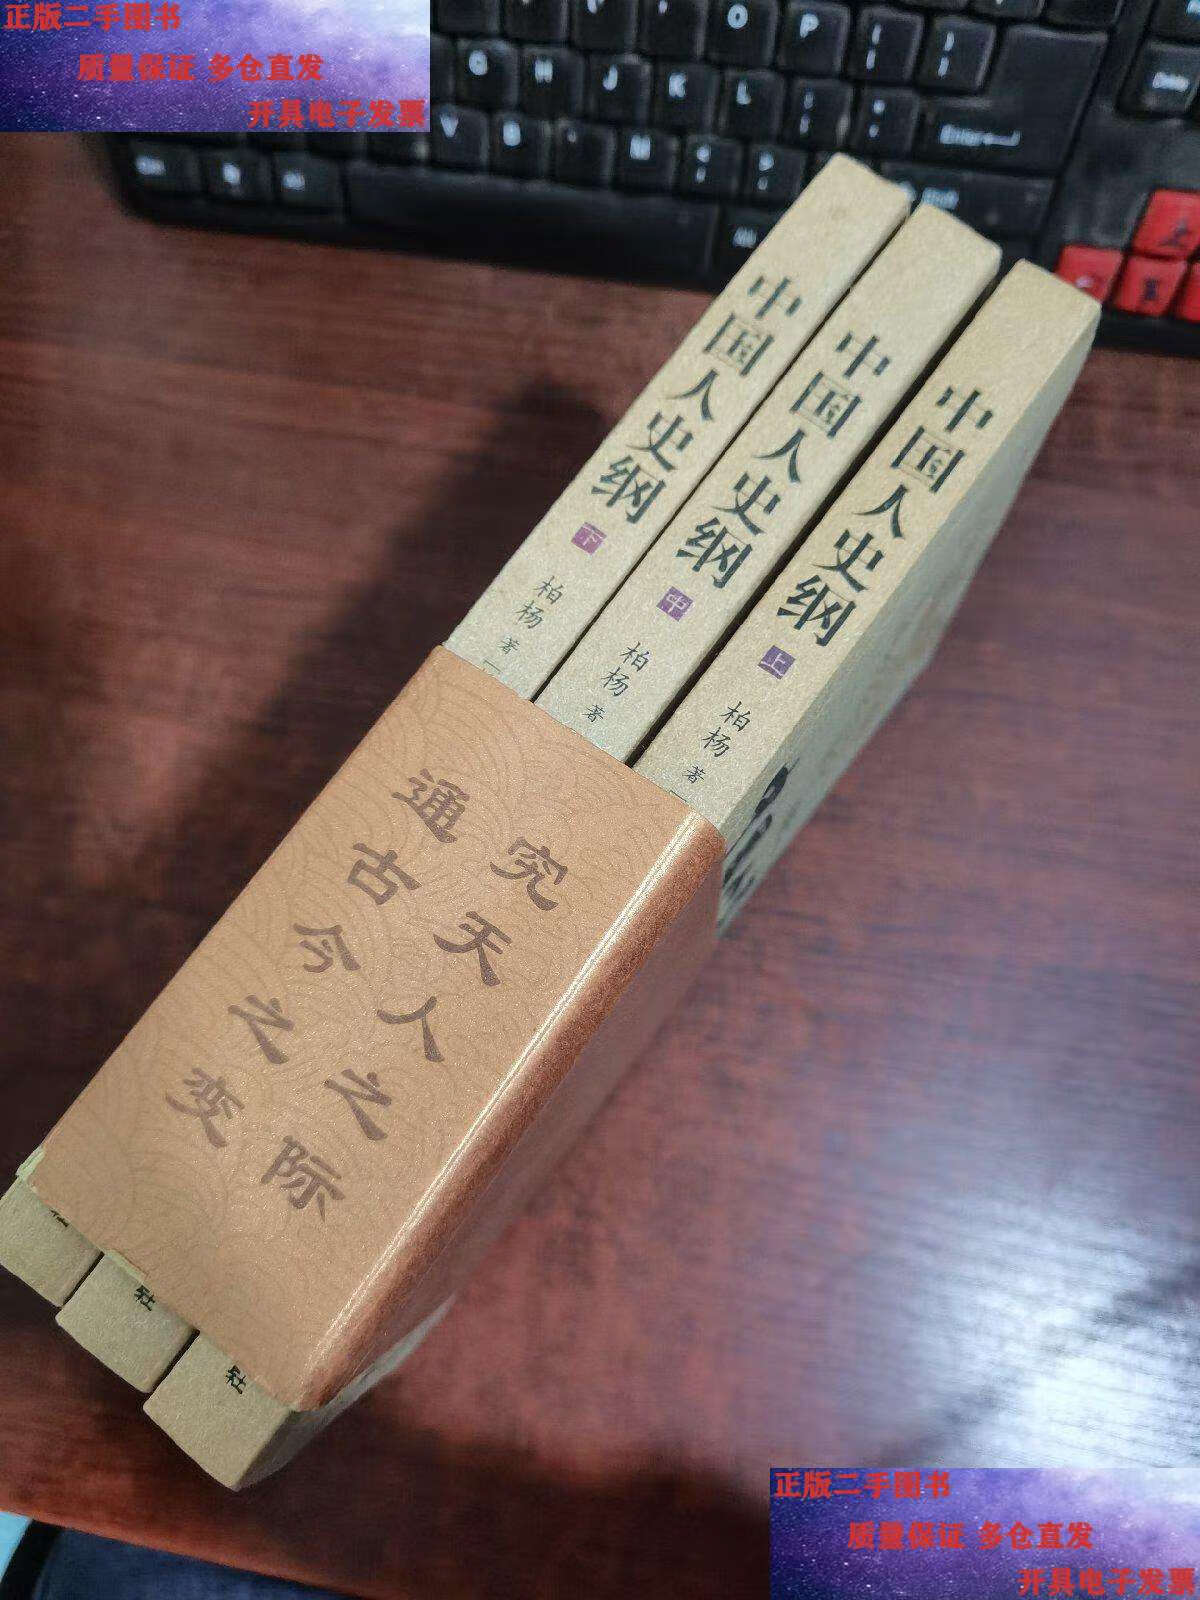 正版二手图书
质量保证 多仓直发
开具电子发票
O P
G H J K L
Enter
V B N M
Shift
中国人史纲 下 柏杨 著
中国人史纲 中 柏杨 著
中国人史纲 上 柏杨 著
究天人之际
通古今之变
社
社
社
正版二手图书
质量保证 多仓直发
开具电子发票